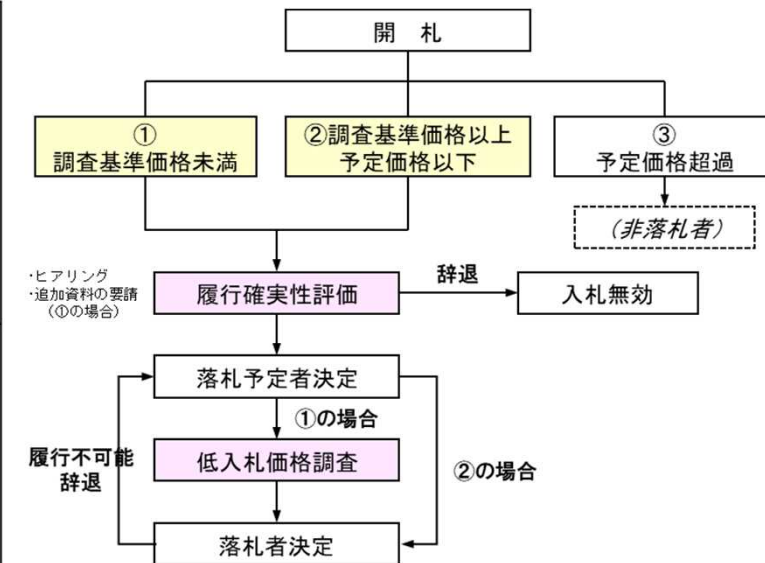 開　札
①
調査基準価格未満
②調査基準価格以上
予定価格以下
③
予定価格超過
（非落札者）
・ヒアリング
・追加資料の要請
（①の場合）
履行確実性評価
辞退
入札無効
落札予定者決定
①の場合
履行不可能
辞退
低入札価格調査
②の場合
落札者決定